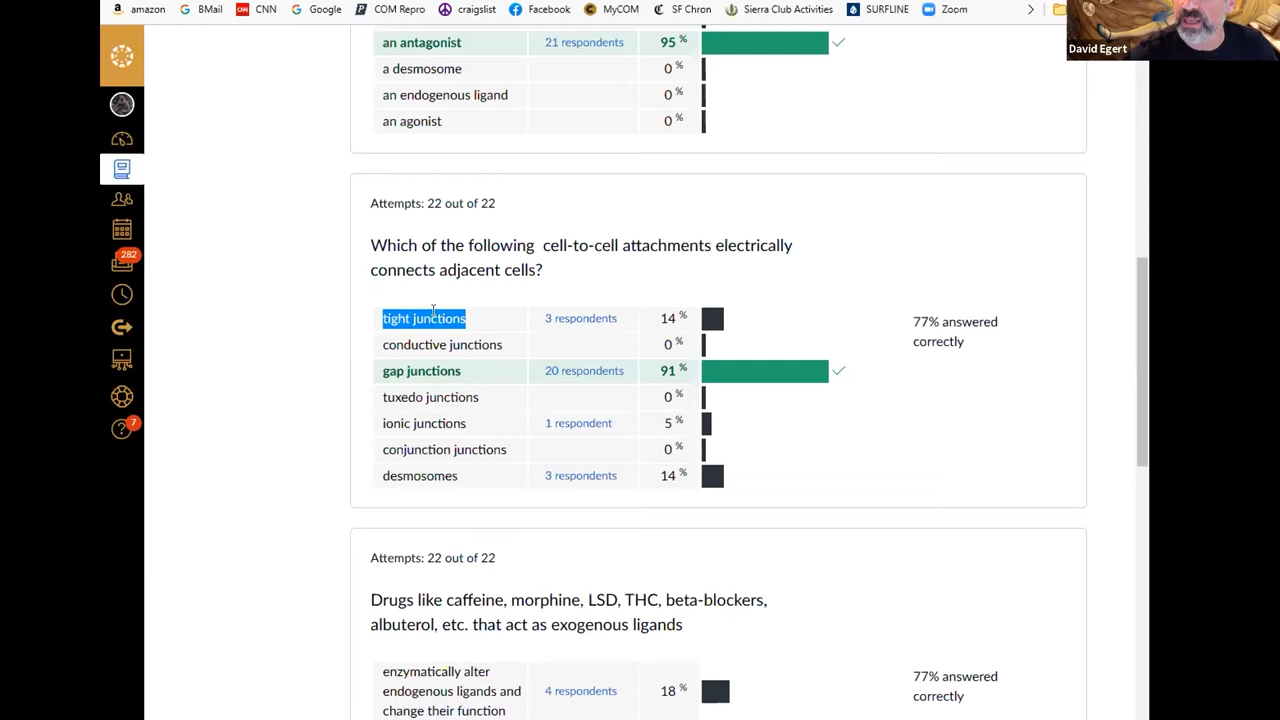 amazon BMail CNN Google COM Repro craigslist Facebook MyCOM SF Chron Sierra Club Activities SURFLINE Zoom
David Egert
an antagonist 21 respondents 95 %
a desmosome 0 %
an endogenous ligand 0 %
an agonist 0 %
Attempts: 22 out of 22
Which of the following cell-to-cell attachments electrically
connects adjacent cells?
tight junctions 3 respondents 14 %
77% answered
correctly
conductive junctions 0 %
gap junctions 20 respondents 91 %
tuxedo junctions 0 %
ionic junctions 1 respondent 5 %
conjunction junctions 0 %
desmosomes 3 respondents 14 %
282
7
Attempts: 22 out of 22
Drugs like caffeine, morphine, LSD, THC, beta-blockers,
albuterol, etc. that act as exogenous ligands
enzymatically alter
endogenous ligands and
change their function
4 respondents 18 %
77% answered
correctly